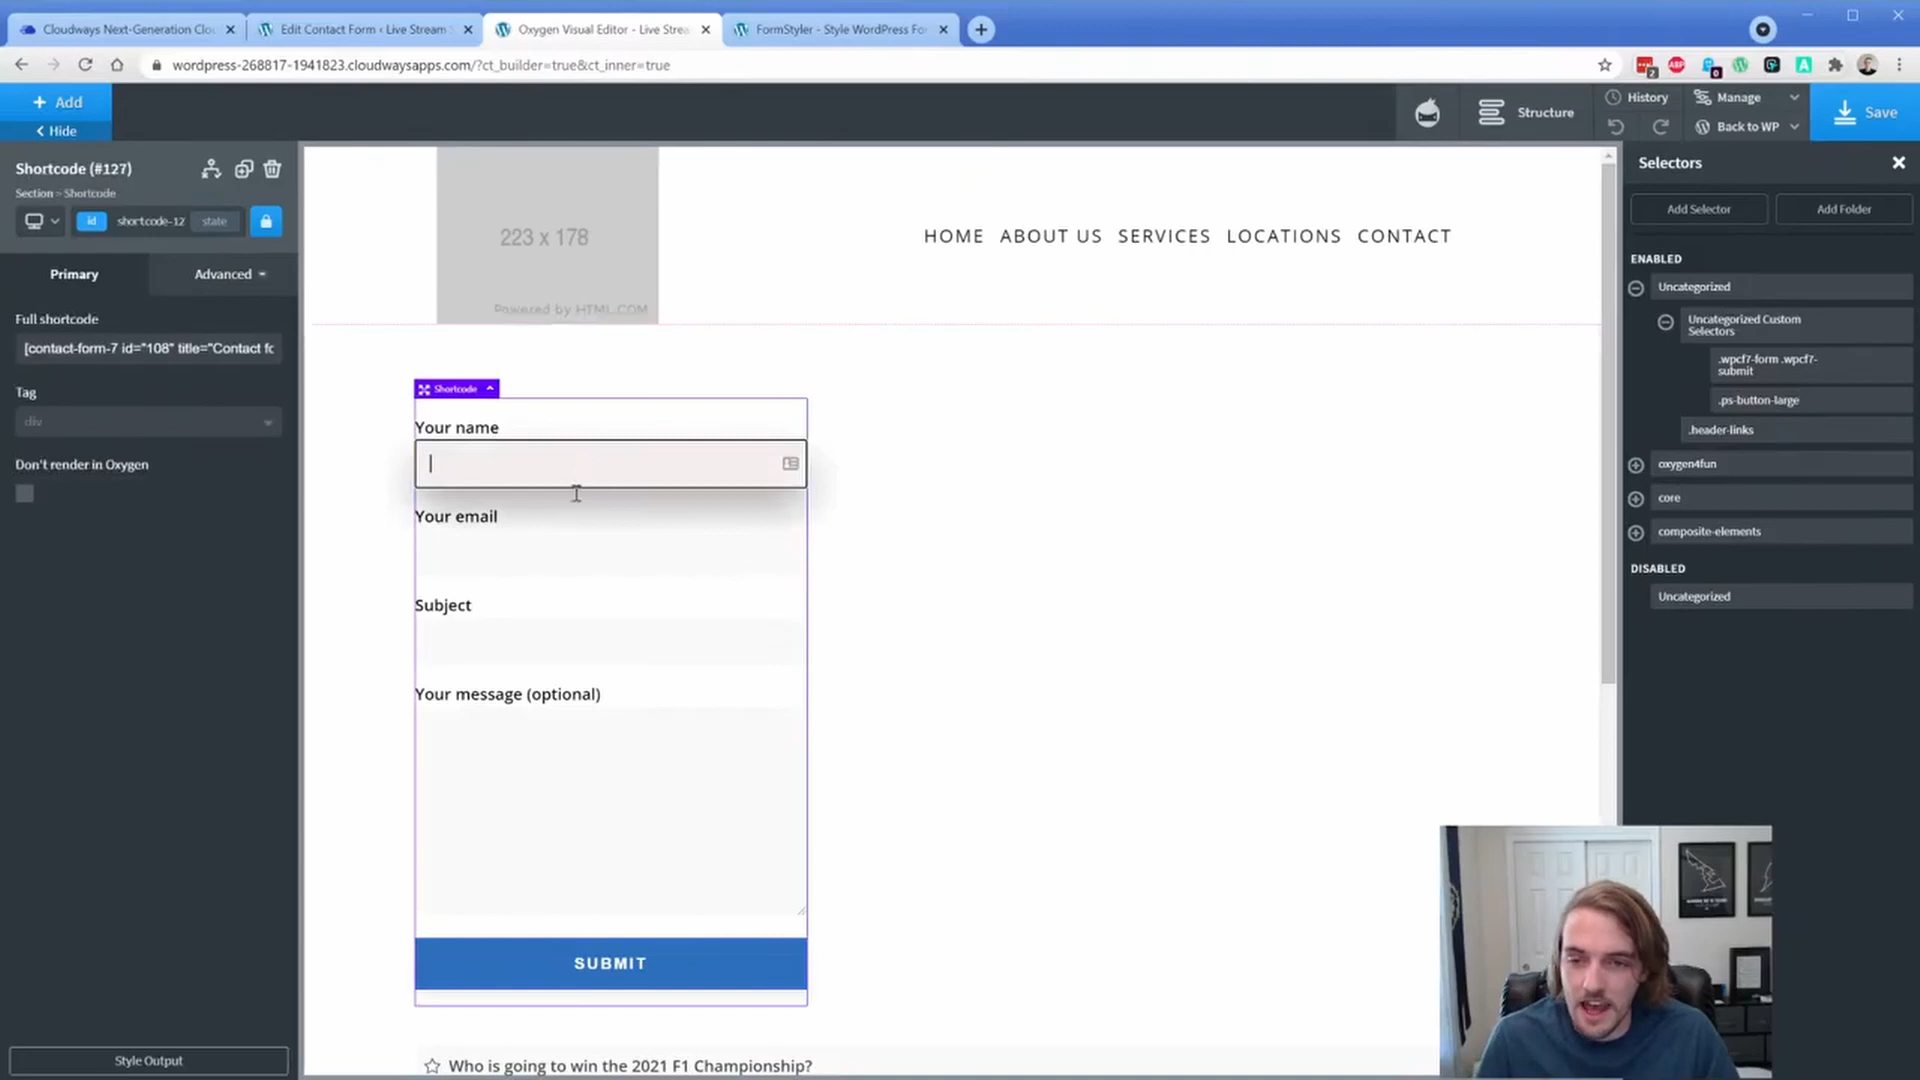 Cloudways Next-Generation Clo
Edit Contact Form ‹ Live Stream S
Oxygen Visual Editor - Live Strea
FormStyler - Style WordPress For
wordpress-268817-1941823.cloudwaysapps.com/?ct_builder=true&ct_inner=true
+ Add
Hide
Structure
History
Manage
Back to WP
Save
Shortcode (#127)
Section > Shortcode
id shortcode-12 state
Primary
Advanced
Full shortcode
[contact-form-7 id="108" title="Contact fc
Tag
div
Don't render in Oxygen
Style Output
223 x 178
Powered by HTML.COM
HOME ABOUT US SERVICES LOCATIONS CONTACT
Shortcode
Your name
Your email
Subject
Your message (optional)
SUBMIT
Who is going to win the 2021 F1 Championship?
Selectors
Add Selector
Add Folder
ENABLED
Uncategorized
Uncategorized Custom
Selectors
.wpcf7-form .wpcf7-
submit
.ps-button-large
.header-links
oxygen4fun
core
composite-elements
DISABLED
Uncategorized